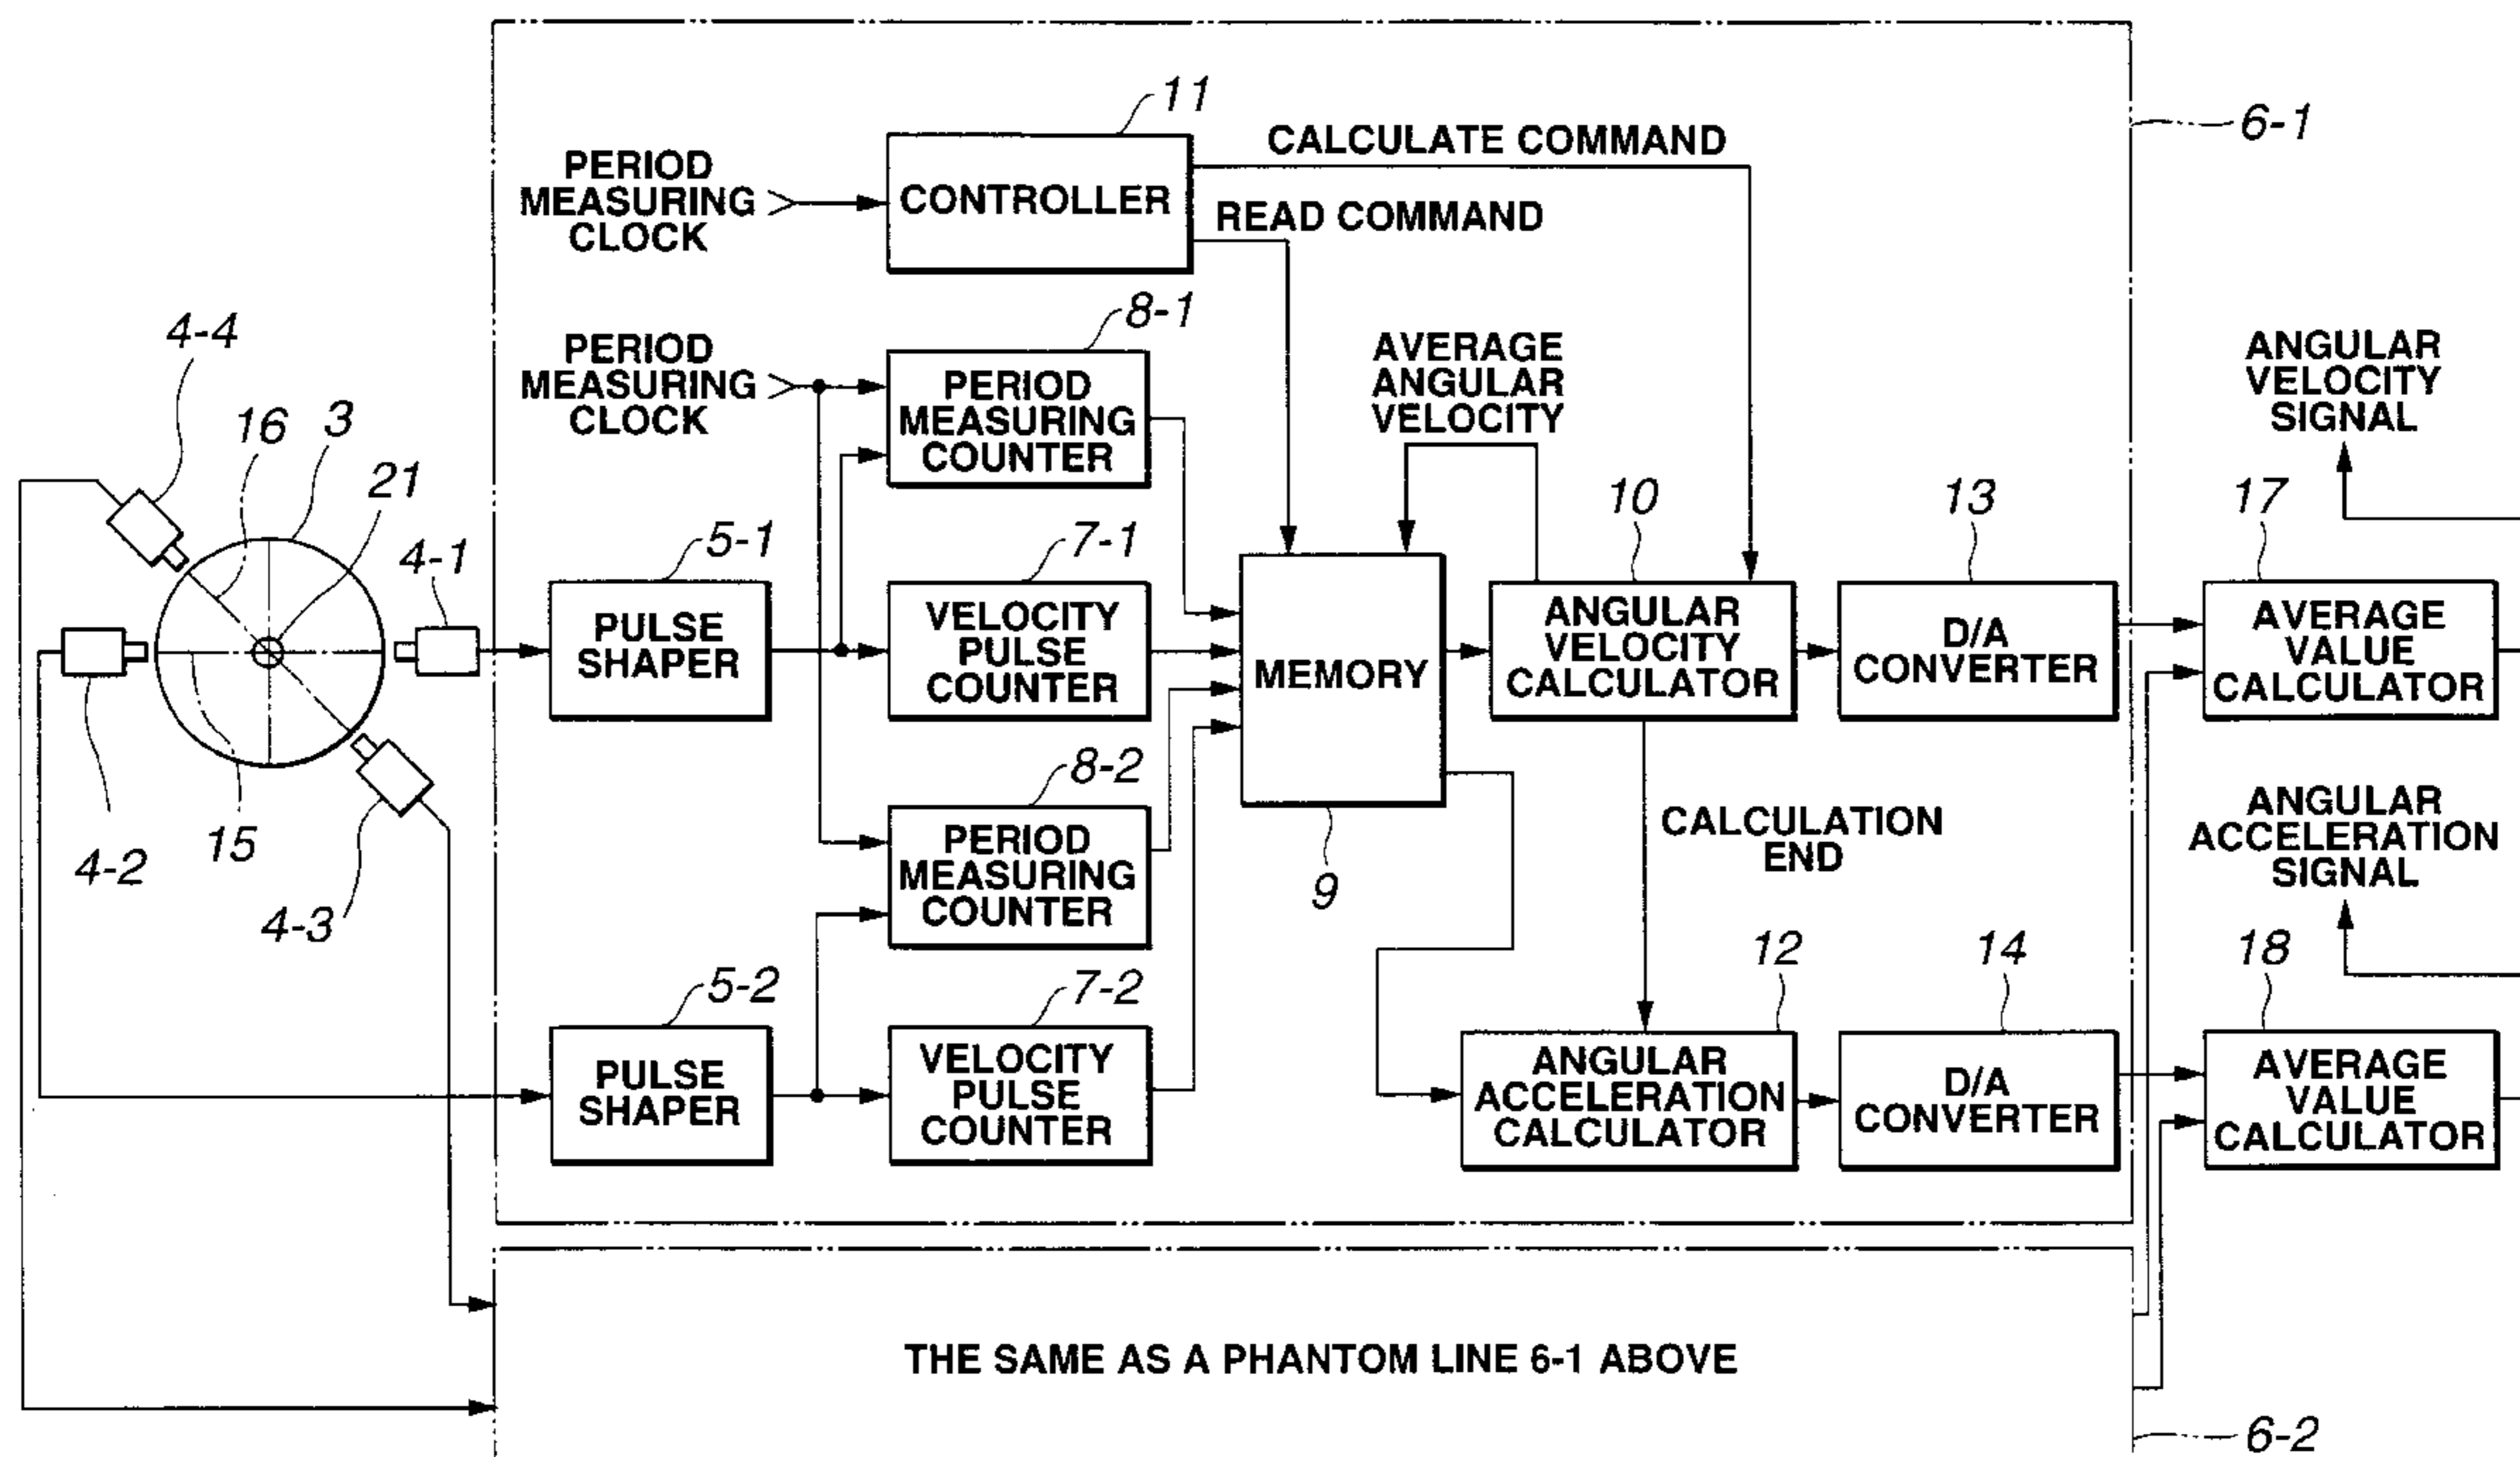 11
6-1
PERIOD
MEASURING
CLOCK
CONTROLLER
CALCULATE COMMAND
READ COMMAND
8-1
4-4
PERIOD
MEASURING
CLOCK
PERIOD
MEASURING
COUNTER
AVERAGE
ANGULAR
VELOCITY
ANGULAR
VELOCITY
SIGNAL
16
3
21
4-1
5-1
7-1
10
13
17
PULSE
SHAPER
VELOCITY
PULSE
COUNTER
MEMORY
ANGULAR
VELOCITY
CALCULATOR
D/A
CONVERTER
AVERAGE
VALUE
CALCULATOR
4-2
15
4-3
8-2
PERIOD
MEASURING
COUNTER
9
CALCULATION
END
ANGULAR
ACCELERATION
SIGNAL
5-2
7-2
12
14
18
PULSE
SHAPER
VELOCITY
PULSE
COUNTER
ANGULAR
ACCELERATION
CALCULATOR
D/A
CONVERTER
AVERAGE
VALUE
CALCULATOR
THE SAME AS A PHANTOM LINE 6-1 ABOVE
6-2